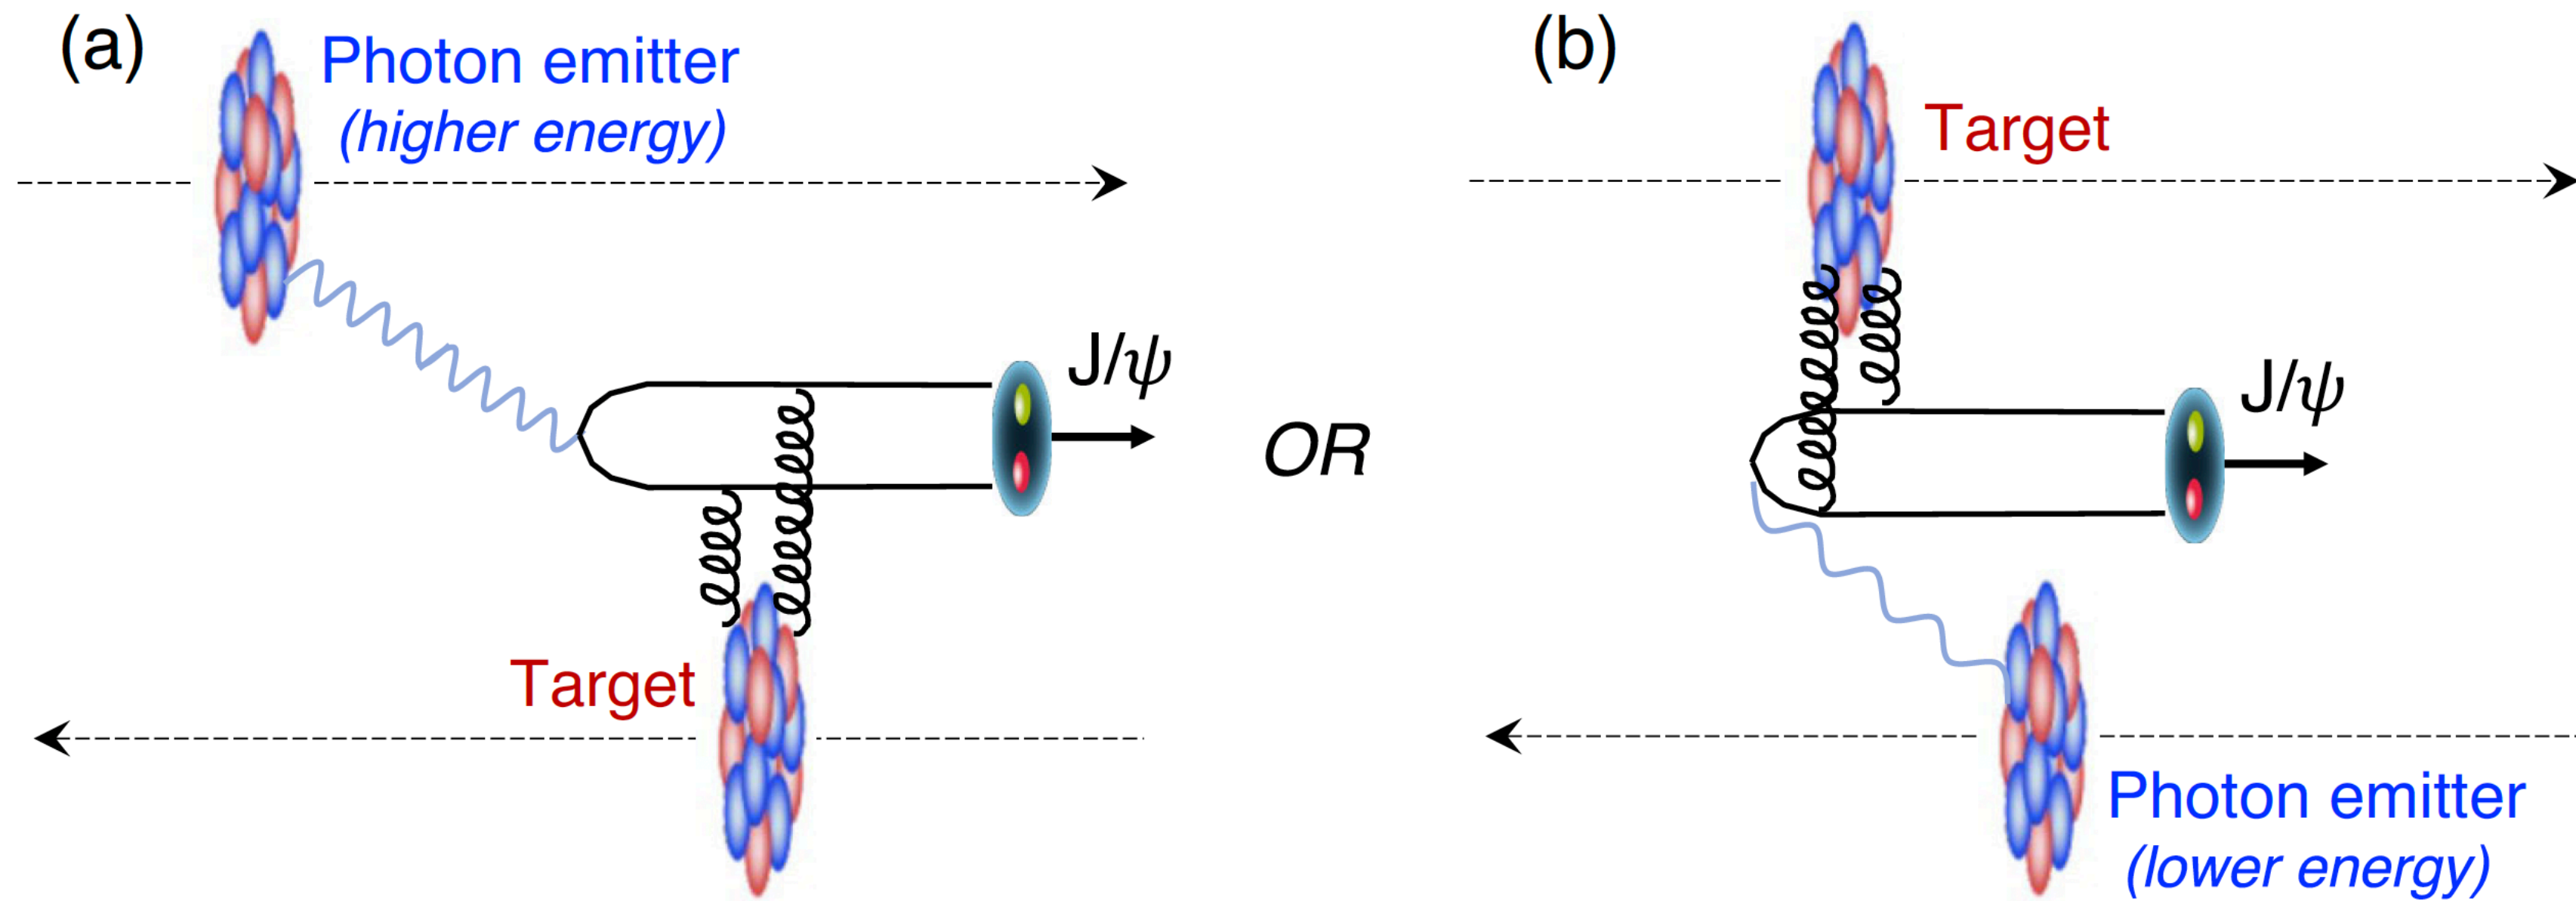 (a)
Photon emitter
(higher energy)
J/ψ
Target
OR
(b)
Target
J/ψ
Photon emitter
(lower energy)